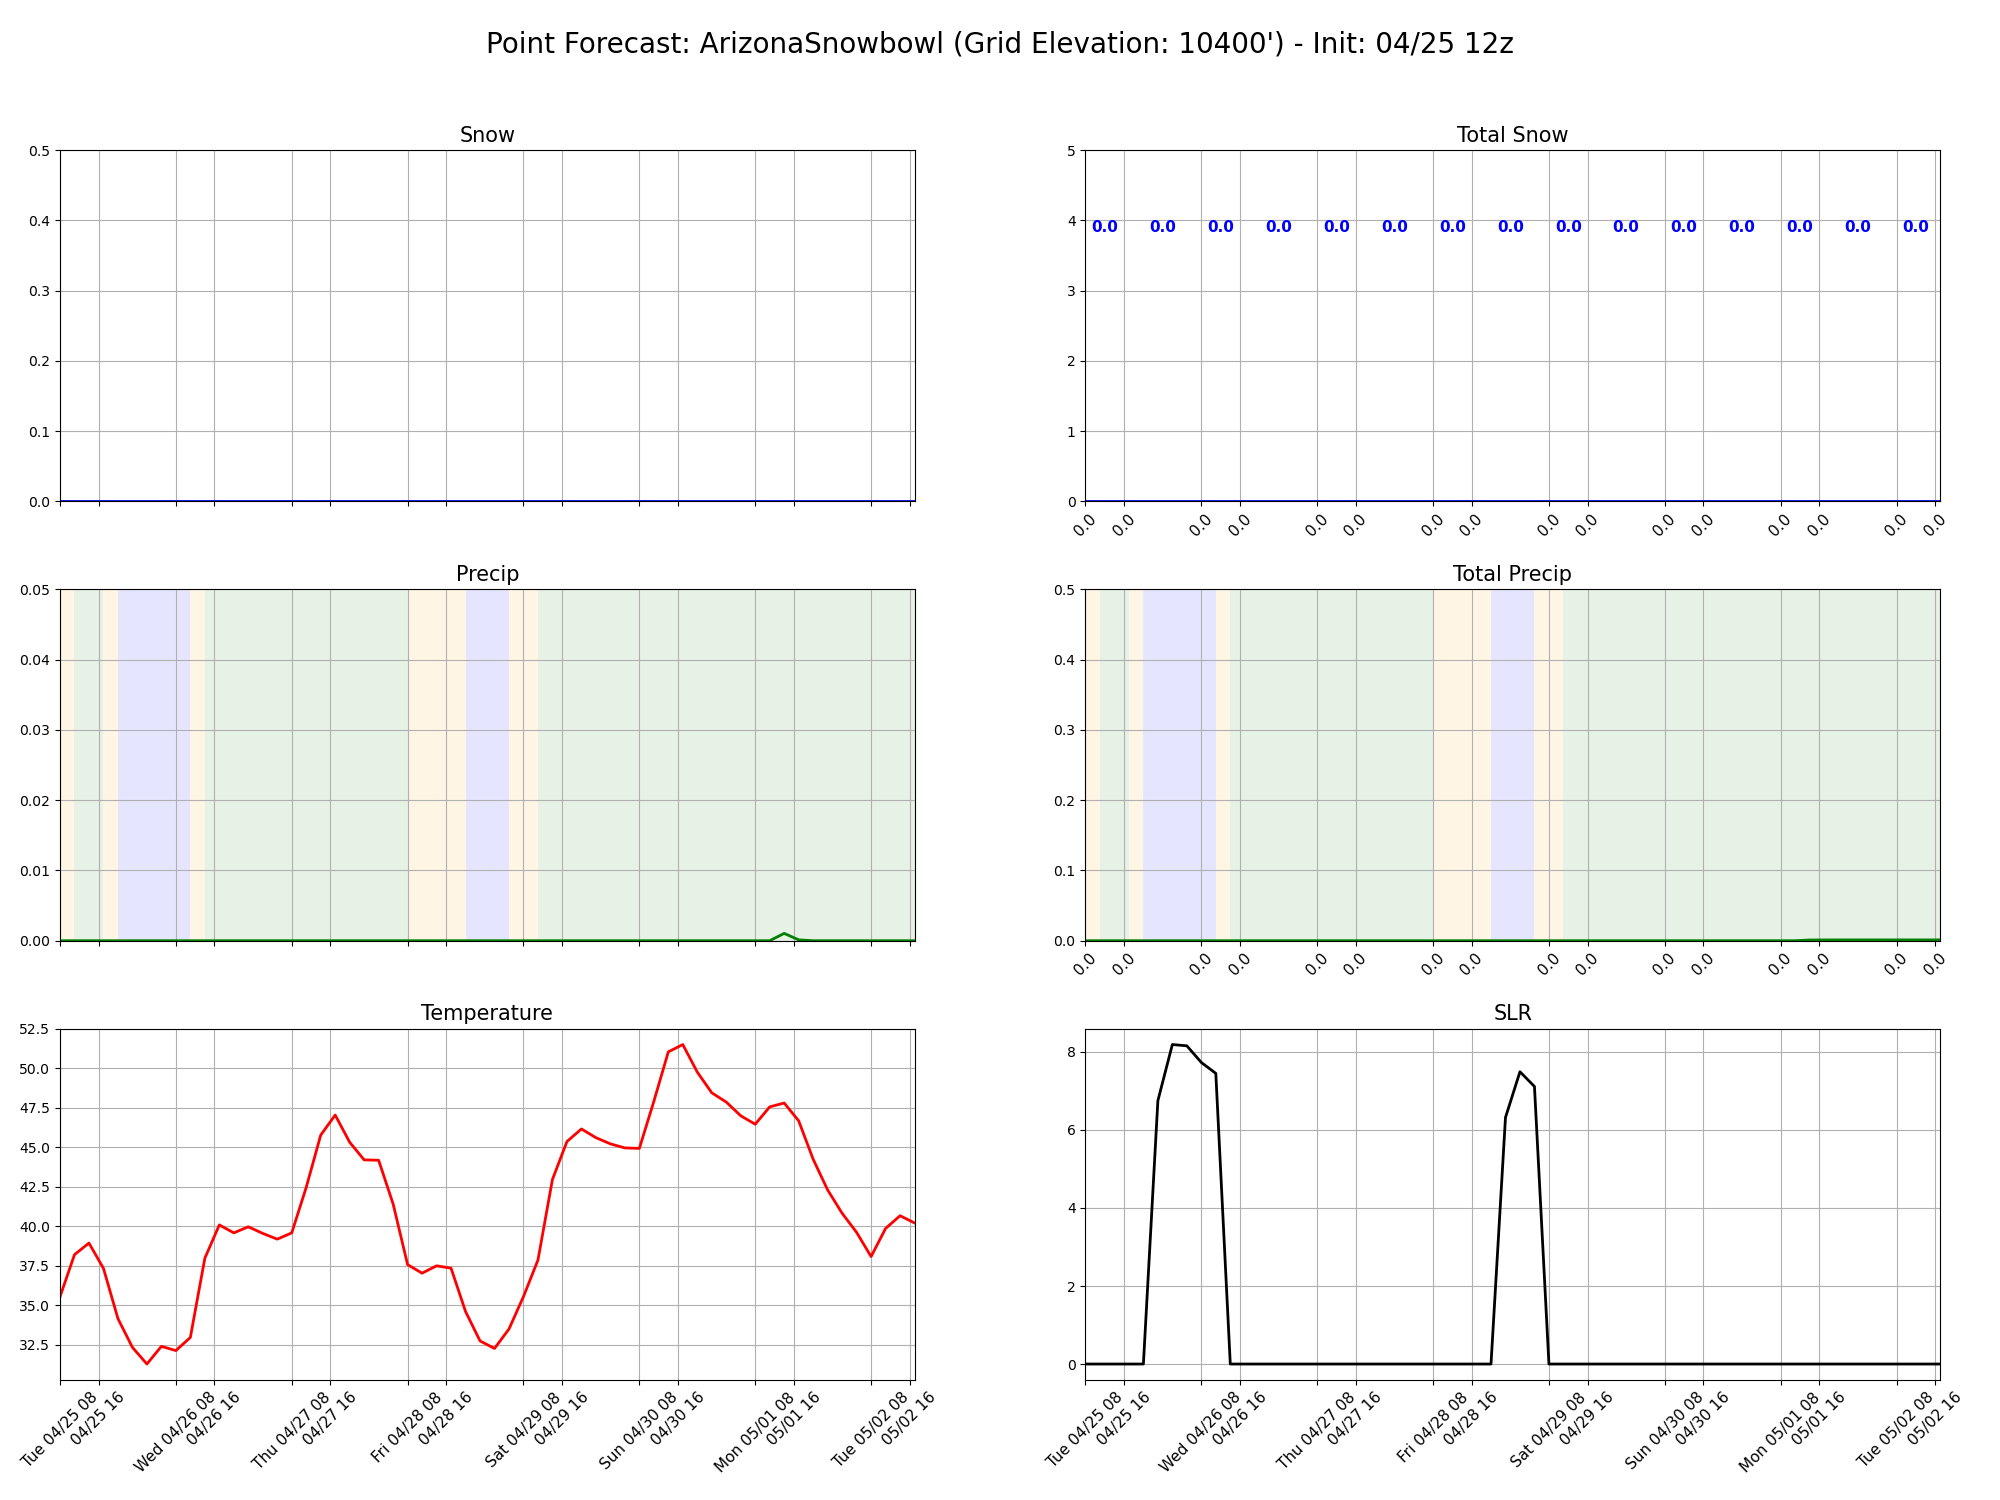 Point Forecast: ArizonaSnowbowl (Grid Elevation: 10400') - Init: 04/25 12z
Snow
0.5
0.4
0.3
0.2
0.1
0.0
Total Snow
5
4
3
2
1
0
0.0 0.0 0.0 0.0 0.0 0.0 0.0 0.0 0.0 0.0 0.0 0.0 0.0 0.0 0.0
0.0 0.0 0.0 0.0 0.0 0.0 0.0 0.0 0.0 0.0 0.0 0.0 0.0 0.0 0.0 0.0
Precip
0.05
0.04
0.03
0.02
0.01
0.00
Total Precip
0.5
0.4
0.3
0.2
0.1
0.0
0.0 0.0 0.0 0.0 0.0 0.0 0.0 0.0 0.0 0.0 0.0 0.0 0.0 0.0 0.0 0.0
Temperature
52.5
50.0
47.5
45.0
42.5
40.0
37.5
35.0
32.5
Tue 04/25 08
04/25 16
Wed 04/26 08
04/26 16
Thu 04/27 08
04/27 16
Fri 04/28 08
04/28 16
Sat 04/29 08
04/29 16
Sun 04/30 08
04/30 16
Mon 05/01 08
05/01 16
Tue 05/02 08
05/02 16
SLR
8
6
4
2
0
Tue 04/25 08
04/25 16
Wed 04/26 08
04/26 16
Thu 04/27 08
04/27 16
Fri 04/28 08
04/28 16
Sat 04/29 08
04/29 16
Sun 04/30 08
04/30 16
Mon 05/01 08
05/01 16
Tue 05/02 08
05/02 16